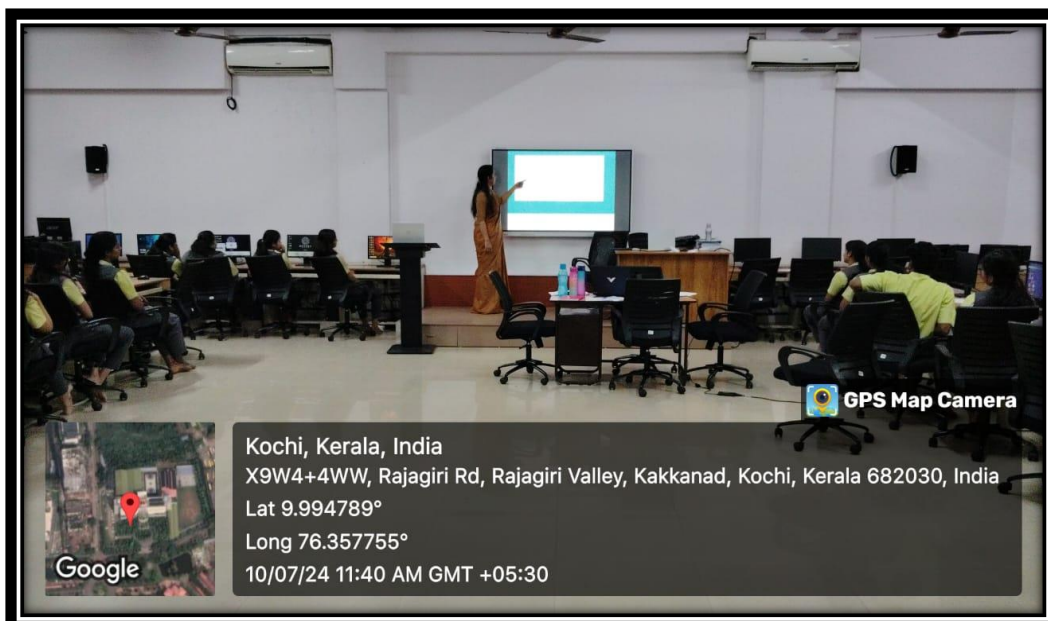 GPS Map Camera
Kochi, Kerala, India
X9W4+4WW, Rajagiri Rd, Rajagiri Valley, Kakkanad, Kochi, Kerala 682030, India
Lat 9.994789°
Long 76.357755°
10/07/24 11:40 AM GMT +05:30
Google